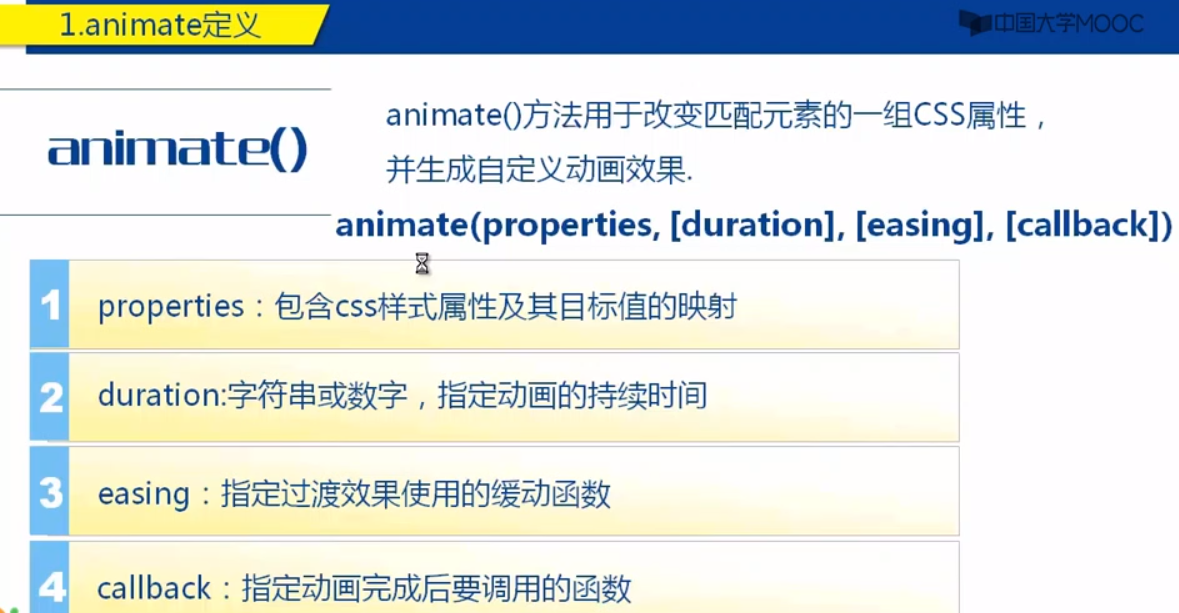 1.animate定义
中国大学MOOC
animate()
animate()方法用于改变匹配元素的一组CSS属性，
并生成自定义动画效果.
animate(properties, [duration], [easing], [callback])
1 properties：包含css样式属性及其目标值的映射
2 duration:字符串或数字，指定动画的持续时间
3 easing：指定过渡效果使用的缓动函数
4 callback：指定动画完成后要调用的函数